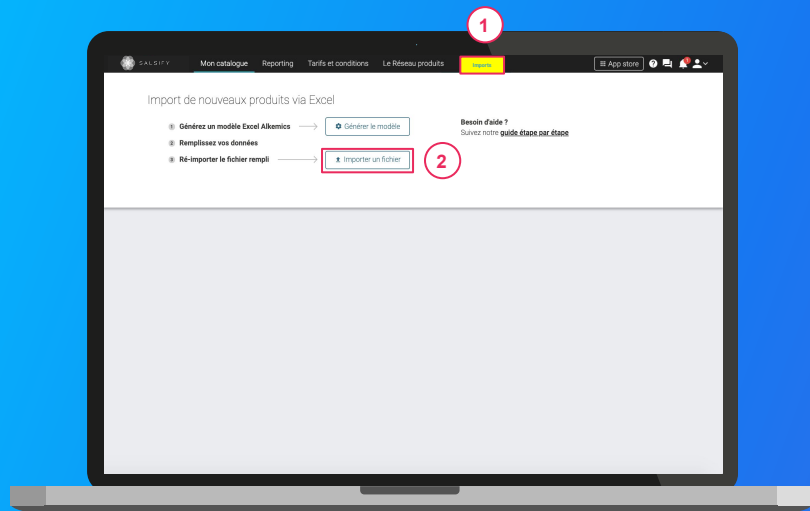 1
SALSIFY
Mon catalogue
Reporting
Tarifs et conditions
Le Réseau produits
Imports
App store
1
Import de nouveaux produits via Excel
1 Générez un modèle Excel Alkemics
Générer le modèle
2 Remplissez vos données
3 Ré-importer le fichier rempli
Importer un fichier
2
Besoin d'aide ?
Suivez notre guide étape par étape